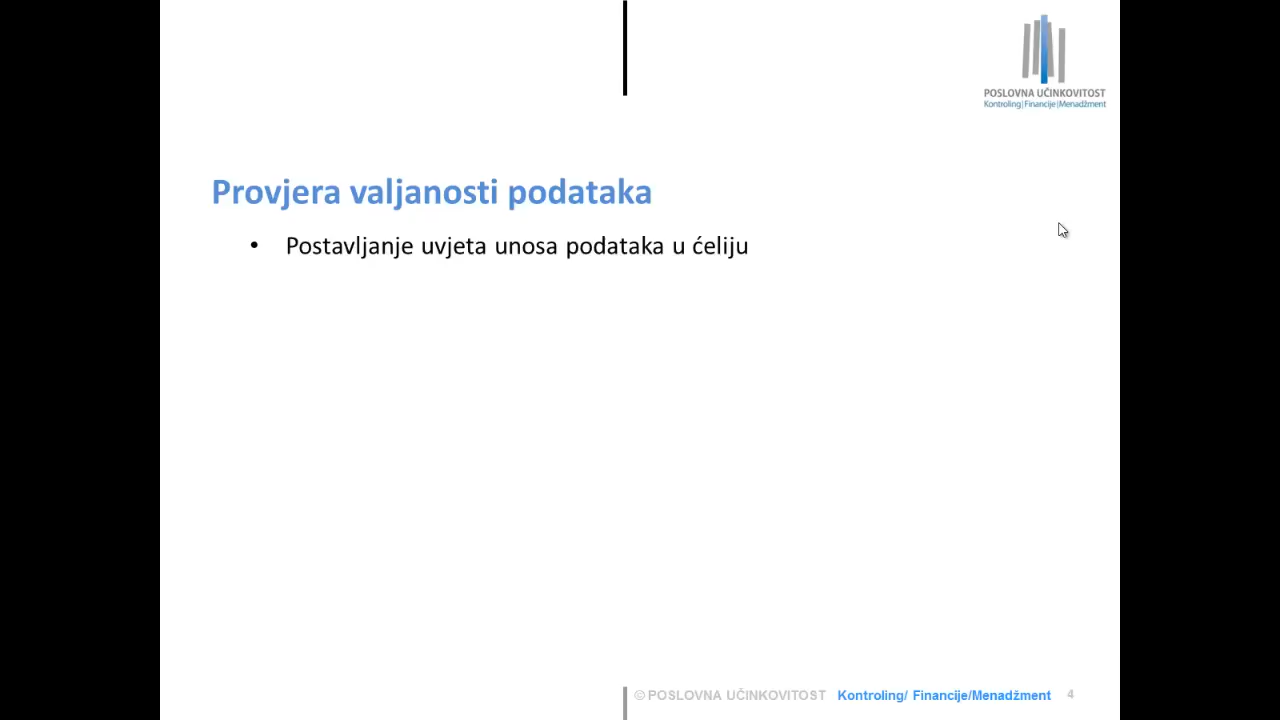 POSLOVNA UČINKOVITOST
Kontroling|Financije|Menadžment
Provjera valjanosti podataka
• Postavljanje uvjeta unosa podataka u ćeliju
© POSLOVNA UČINKOVITOST Kontroling/ Financije/Menadžment 4